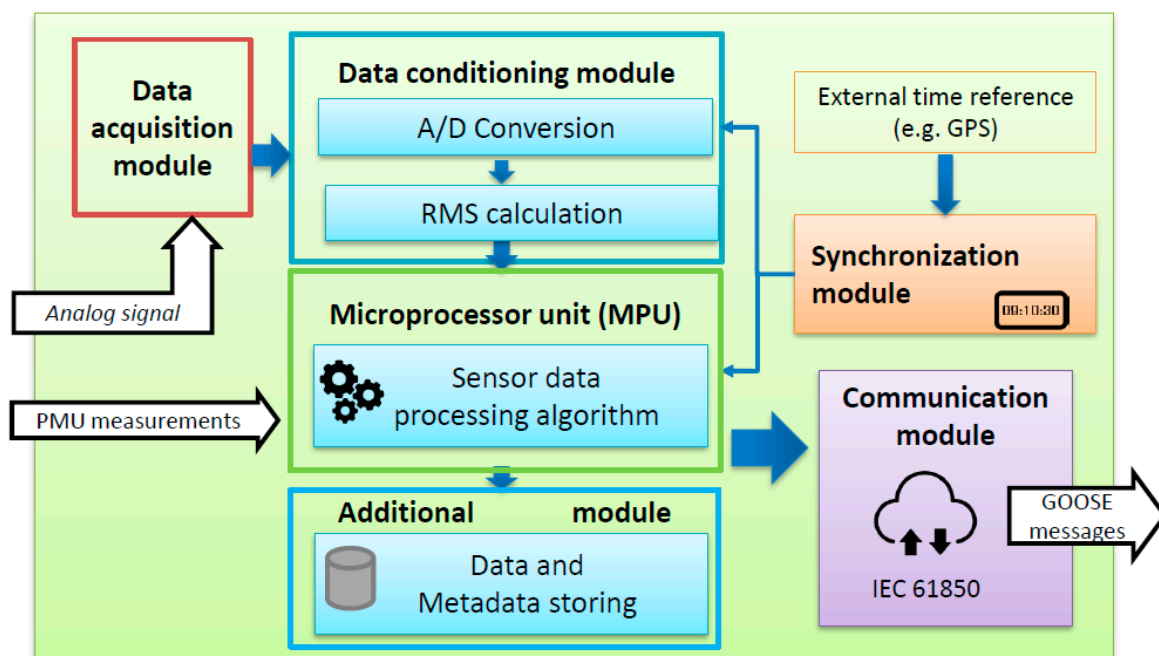 Data
acquisition
module
Analog signal
PMU measurements
Data conditioning module
A/D Conversion
RMS calculation
Microprocessor unit (MPU)
Sensor data
processing algorithm
Additional module
Data and
Metadata storing
External time reference
(e.g. GPS)
Synchronization
module
09:10:30
Communication
module
IEC 61850
GOOSE
messages